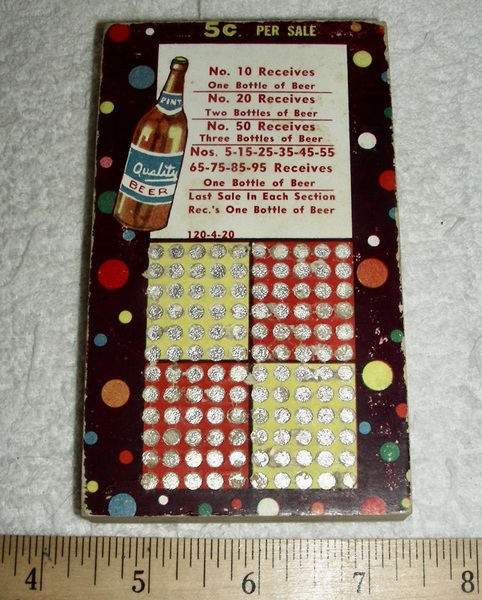 5¢ PER SALE
No. 10 Receives
One Bottle of Beer
No. 20 Receives
Two Bottles of Beer
No. 50 Receives
Three Bottles of Beer
Nos. 5-15-25-35-45-55
65-75-85-95 Receives
One Bottle of Beer
Last Sale In Each Section
Rec.'s One Bottle of Beer
120-4-20
PINT
Quality
BEER
4 5 6 7 8